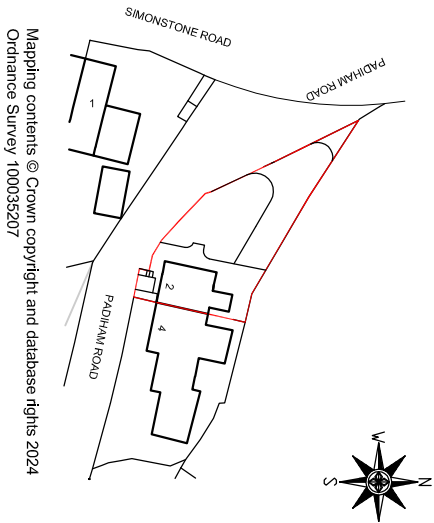 SIMONSTONE ROAD
PADIHAM ROAD
1
2
4
PADIHAM ROAD
N
W
S
Mapping contents © Crown copyright and database rights 2024
Ordnance Survey 100035207